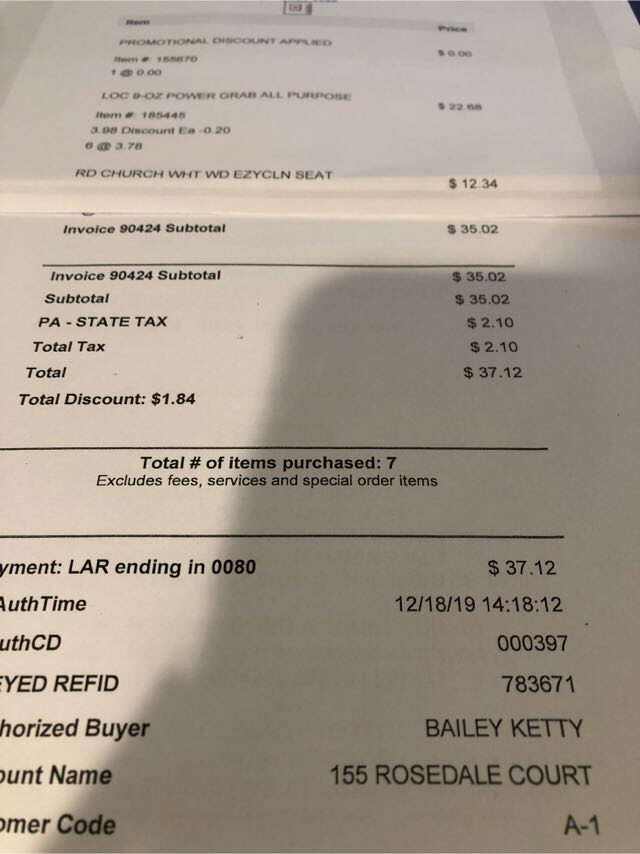 Item Price
PROMOTIONAL DISCOUNT APPLIED $ 0.00
Item #: 155670
1 @ 0.00
LOC 9-OZ POWER GRAB ALL PURPOSE $ 22.68
Item #: 185445
3.98 Discount Ea -0.20
6 @ 3.78
RD CHURCH WHT WD EZYCLN SEAT $ 12.34
Invoice 90424 Subtotal $ 35.02
Invoice 90424 Subtotal $ 35.02
Subtotal $ 35.02
PA - STATE TAX $ 2.10
Total Tax $ 2.10
Total $ 37.12
Total Discount: $1.84
Total # of items purchased: 7
Excludes fees, services and special order items
yment: LAR ending in 0080 $ 37.12
AuthTime 12/18/19 14:18:12
uthCD 000397
EYED REFID 783671
horized Buyer BAILEY KETTY
ount Name 155 ROSEDALE COURT
omer Code A-1